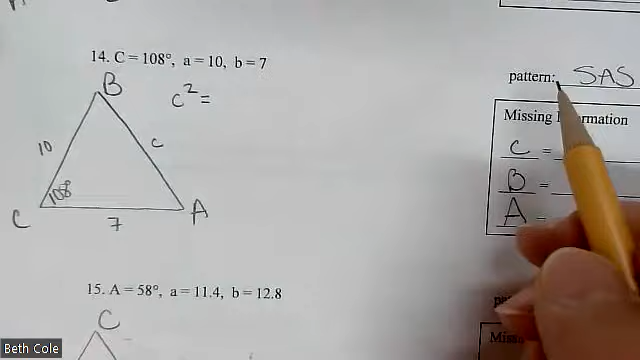 14. C = 108°, a = 10, b = 7
pattern: SAS
B
c² =
10
c
108°
C
7
A
Missing Information
c =
B =
A =
15. A = 58°, a = 11.4, b = 12.8
C
Beth Cole